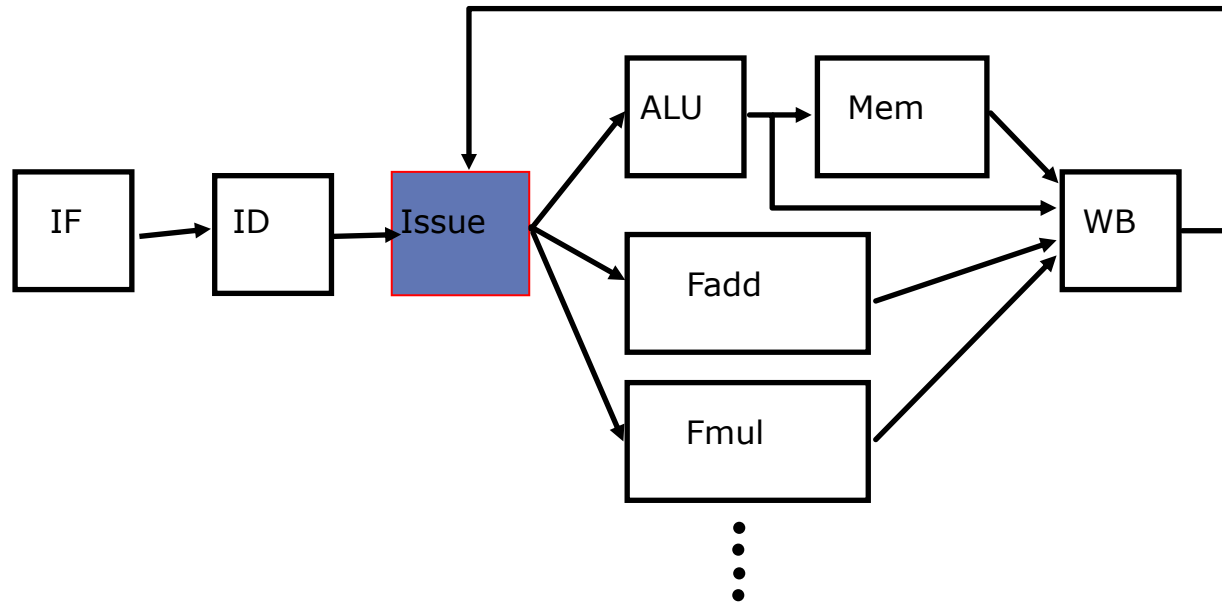 IF
ID
Issue
ALU
Mem
Fadd
Fmul
WB